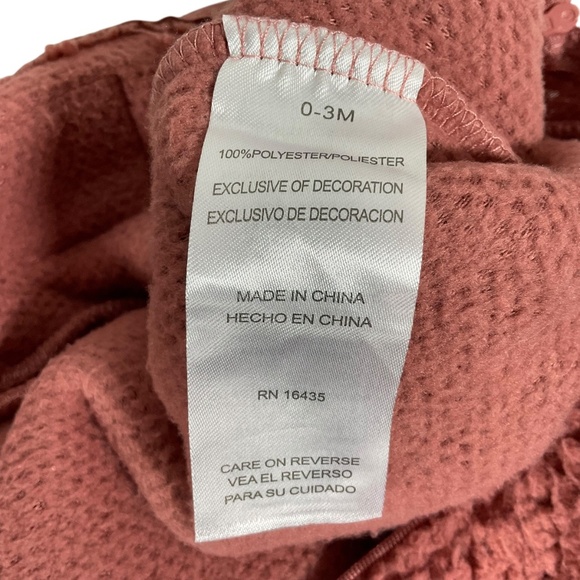 0-3M
100%POLYESTER/POLIESTER
EXCLUSIVE OF DECORATION
EXCLUSIVO DE DECORACION
MADE IN CHINA
HECHO EN CHINA
RN 16435
CARE ON REVERSE
VEA EL REVERSO
PARA SU CUIDADO